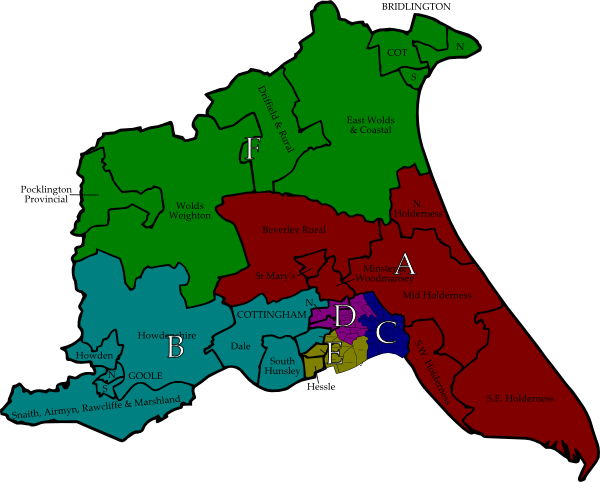 BRIDLINGTON
N
COT
S
Driffield & Rural
East Wolds
& Coastal
F
Pocklington
Provincial
Wolds
Weighton
N.
Holderness
Beverley Rural
A
St Mary's
Minster &
Woodmansey
Mid Holderness
N.
COTTINGHAM
D
C
Howdenshire
B
Dale
E
Howden
South
Hunsley
N
GOOLE
S
Hessle
S.W. Holderness
S.E. Holderness
Snaith, Airmyn, Rawcliffe & Marshland